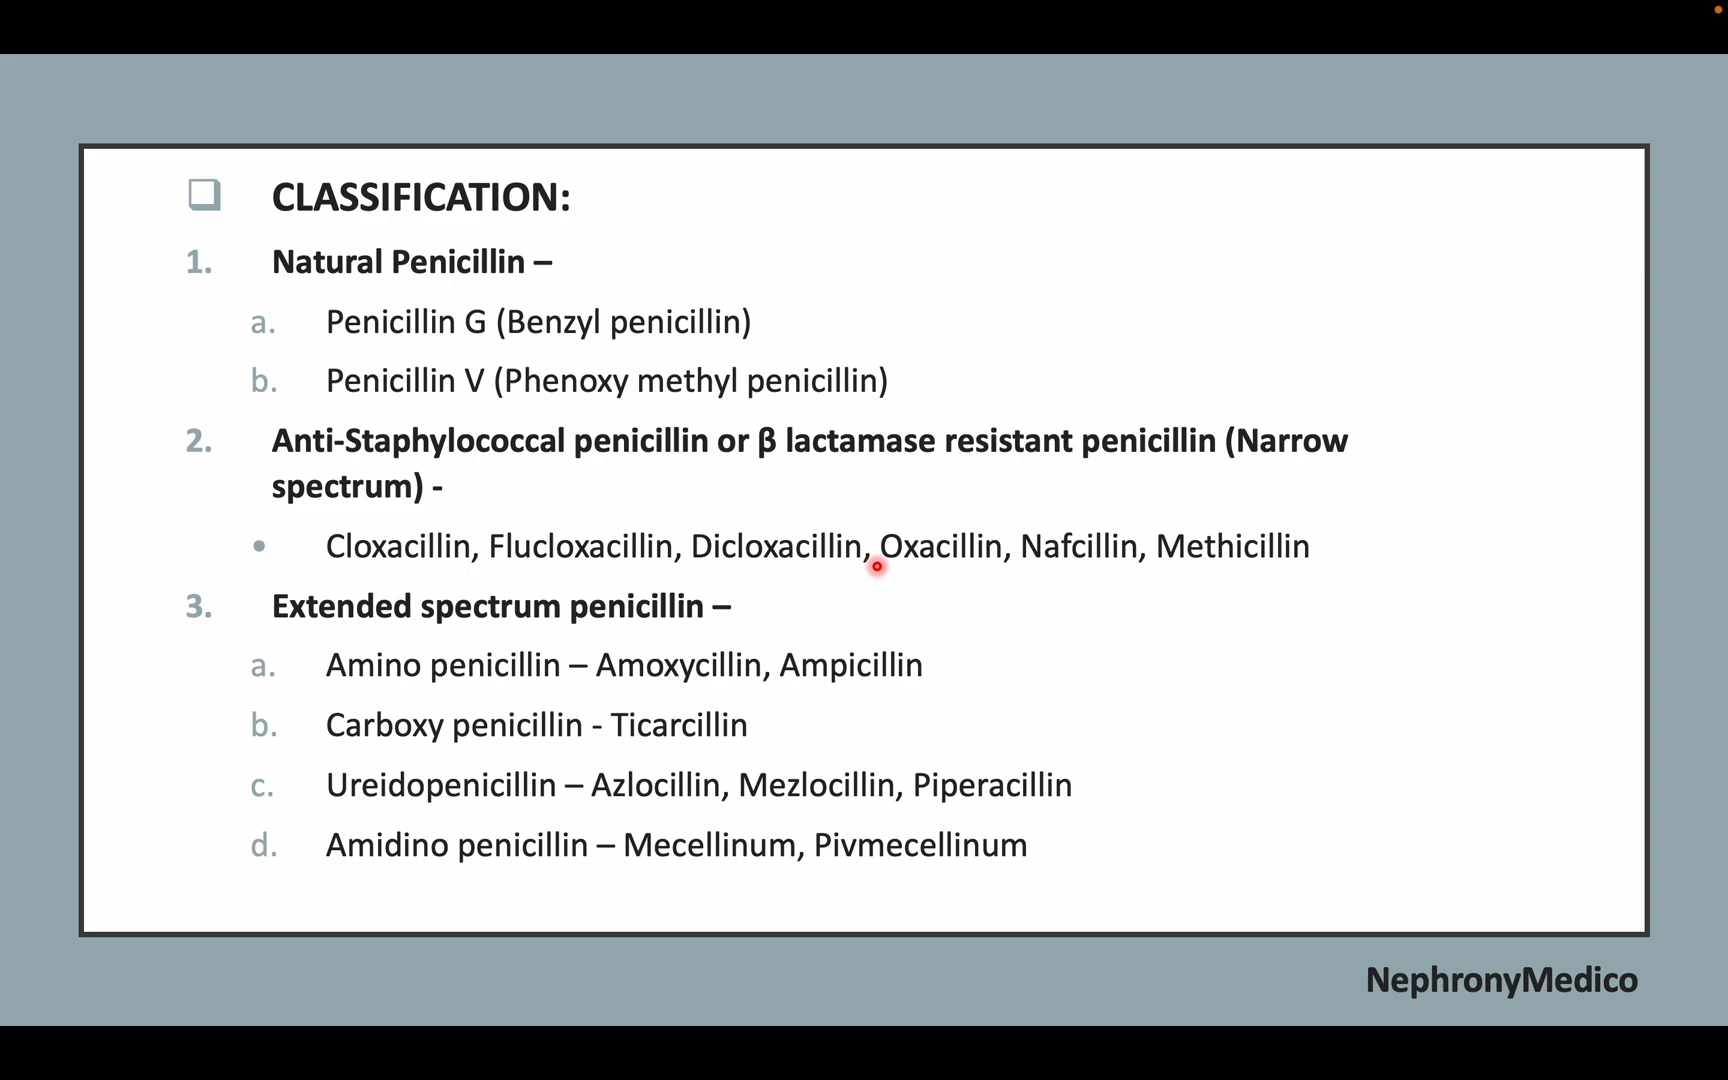 ❑ CLASSIFICATION:
1. Natural Penicillin –
a. Penicillin G (Benzyl penicillin)
b. Penicillin V (Phenoxy methyl penicillin)
2. Anti-Staphylococcal penicillin or β lactamase resistant penicillin (Narrow
spectrum) -
• Cloxacillin, Flucloxacillin, Dicloxacillin, Oxacillin, Nafcillin, Methicillin
3. Extended spectrum penicillin –
a. Amino penicillin – Amoxycillin, Ampicillin
b. Carboxy penicillin - Ticarcillin
c. Ureidopenicillin – Azlocillin, Mezlocillin, Piperacillin
d. Amidino penicillin – Mecellinum, Pivmecellinum
NephronyMedico